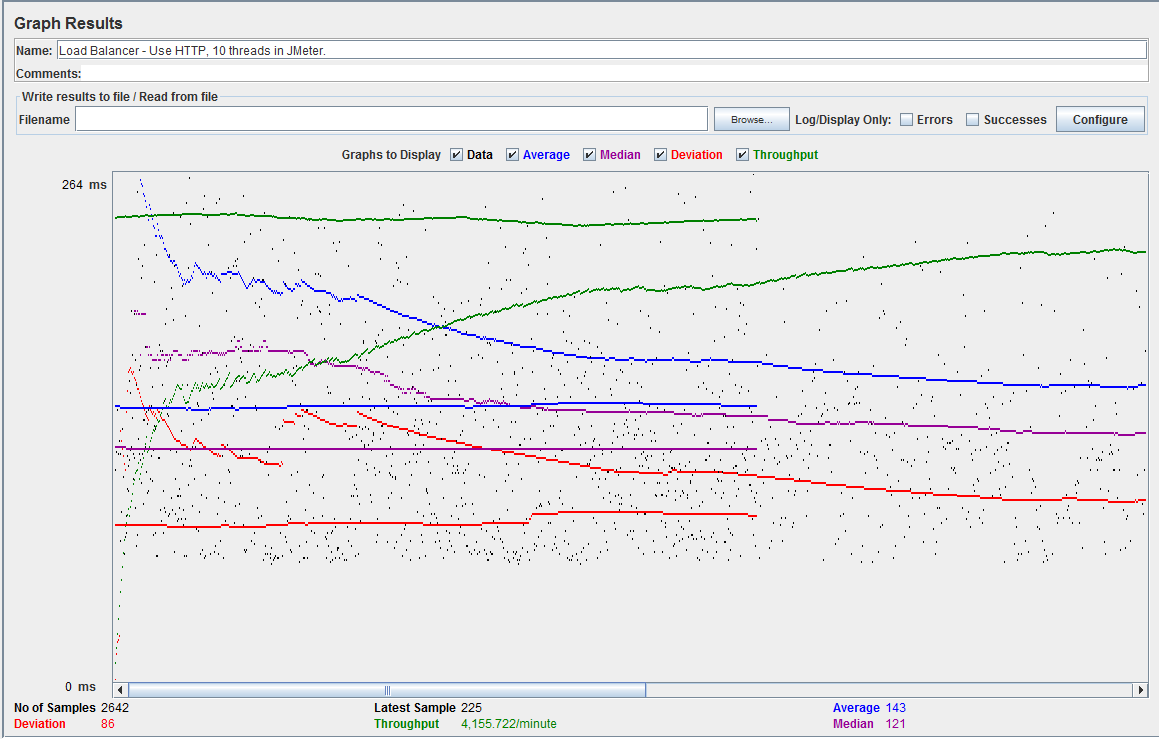 Graph Results
Name: Load Balancer - Use HTTP, 10 threads in JMeter.
Comments:
Write results to file / Read from file
Filename Browse... Log/Display Only: Errors Successes Configure
Graphs to Display Data Average Median Deviation Throughput
264 ms
0 ms
No of Samples 2642 Latest Sample 225 Average 143
Deviation 86 Throughput 4,155.722/minute Median 121